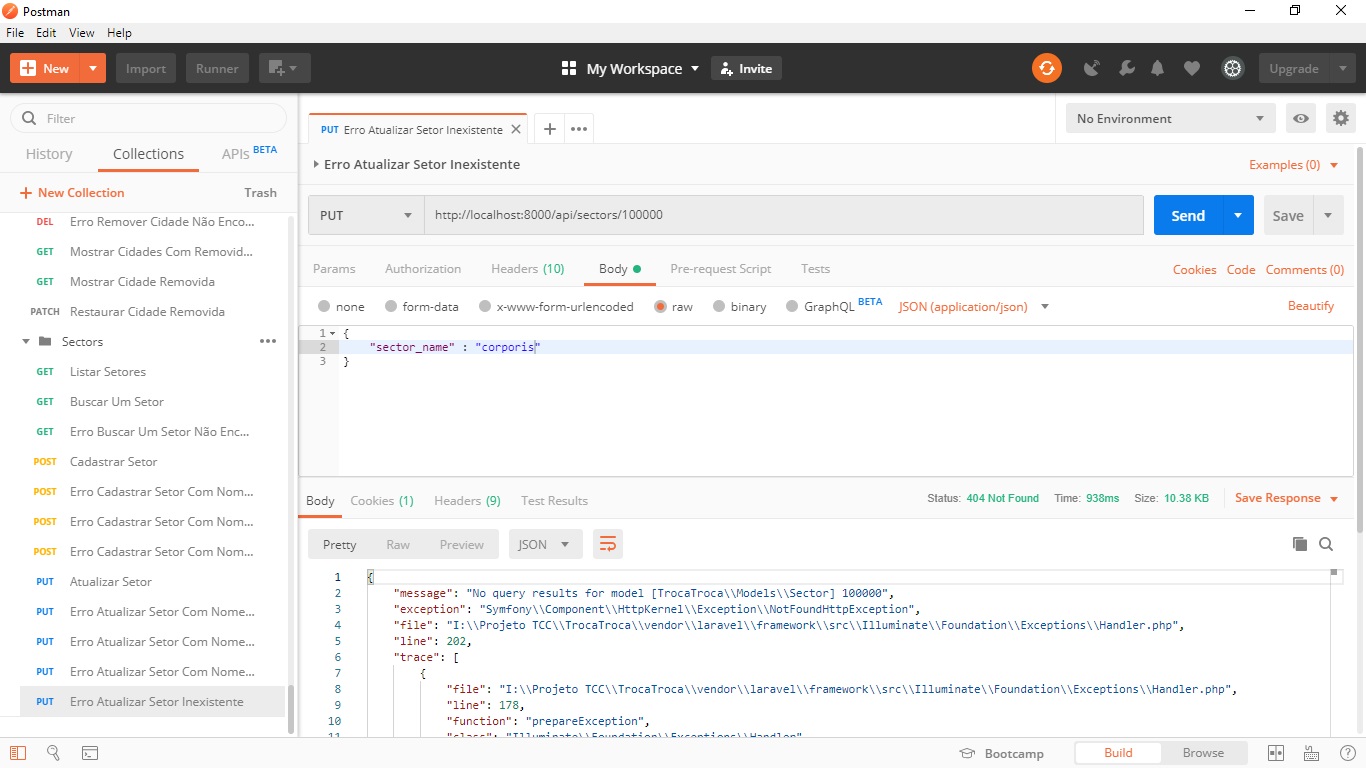 Postman
File Edit View Help
New Import Runner My Workspace Invite Upgrade
Filter
History Collections APIs BETA
New Collection Trash
DEL Erro Remover Cidade Não Enco...
GET Mostrar Cidades Com Removid...
GET Mostrar Cidade Removida
PATCH Restaurar Cidade Removida
Sectors
GET Listar Setores
GET Buscar Um Setor
GET Erro Buscar Um Setor Não Enc...
POST Cadastrar Setor
POST Erro Cadastrar Setor Com Nom...
POST Erro Cadastrar Setor Com Nom...
POST Erro Cadastrar Setor Com Nom...
PUT Atualizar Setor
PUT Erro Atualizar Setor Com Nome...
PUT Erro Atualizar Setor Com Nome...
PUT Erro Atualizar Setor Com Nome...
PUT Erro Atualizar Setor Inexistente
PUT Erro Atualizar Setor Inexistente
No Environment
Erro Atualizar Setor Inexistente
Examples (0)
PUT http://localhost:8000/api/sectors/100000 Send Save
Params Authorization Headers (10) Body Pre-request Script Tests Cookies Code Comments (0)
none form-data x-www-form-urlencoded raw binary GraphQL BETA JSON (application/json) Beautify
1 {
2 "sector_name" : "corporis"
3 }
Body Cookies (1) Headers (9) Test Results Status: 404 Not Found Time: 938ms Size: 10.38 KB Save Response
Pretty Raw Preview JSON
1 {
2 "message": "No query results for model [TrocaTroca\\Models\\Sector] 100000",
3 "exception": "Symfony\\Component\\HttpKernel\\Exception\\NotFoundHttpException",
4 "file": "I:\\Projeto TCC\\TrocaTroca\\vendor\\laravel\\framework\\src\\Illuminate\\Foundation\\Exceptions\\Handler.php",
5 "line": 202,
6 "trace": [
7 {
8 "file": "I:\\Projeto TCC\\TrocaTroca\\vendor\\laravel\\framework\\src\\Illuminate\\Foundation\\Exceptions\\Handler.php",
9 "line": 178,
10 "function": "prepareException",
11 "class": "Illuminate\\Foundation\\Exceptions\\Handler"
Bootcamp Build Browse